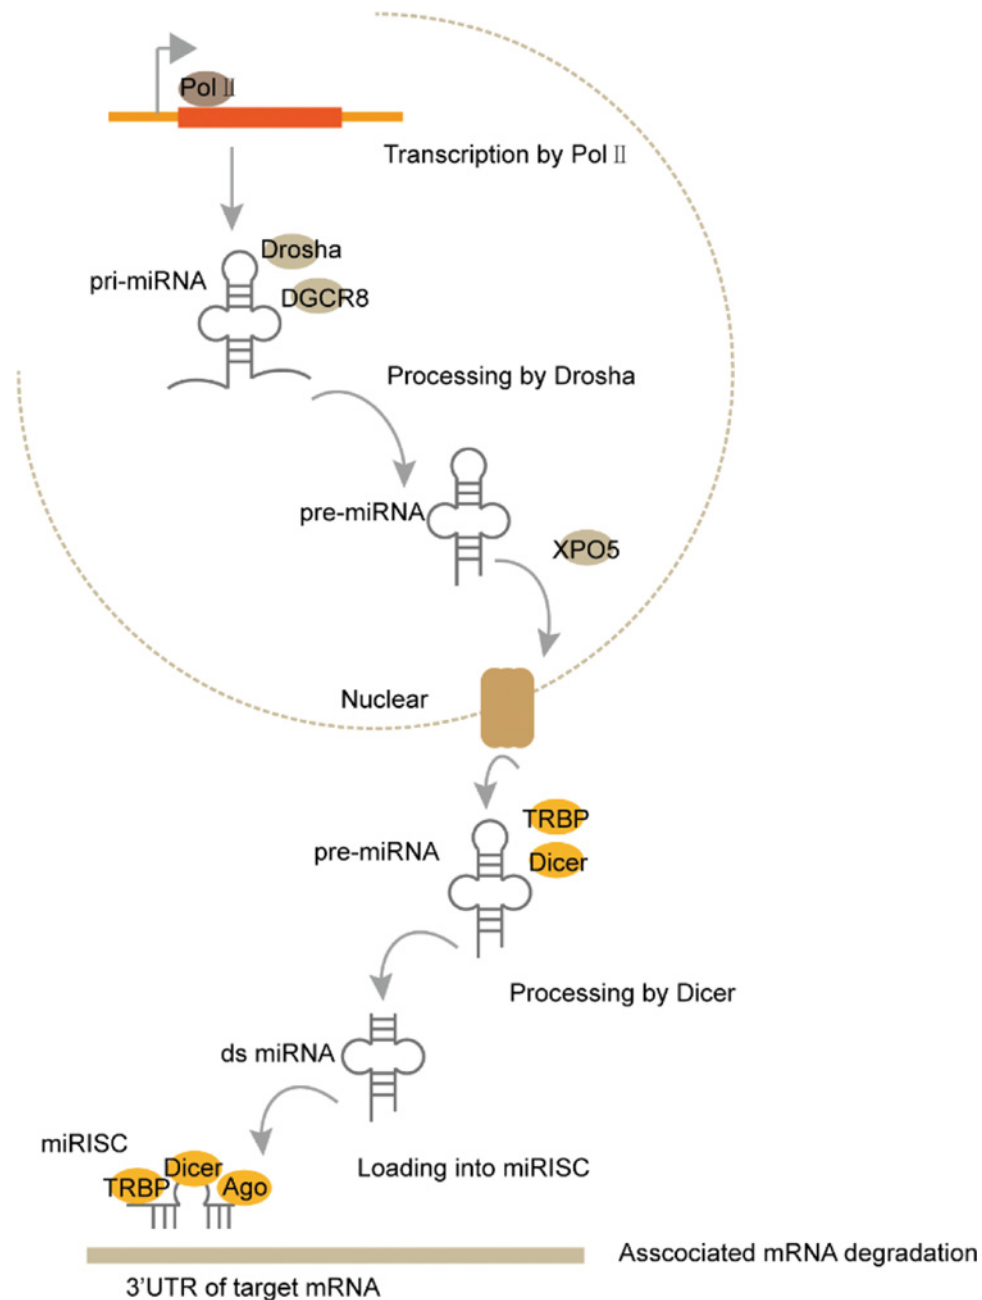 Pol Ⅱ
Transcription by Pol Ⅱ
Drosha
pri-miRNA
DGCR8
Processing by Drosha
pre-miRNA
XPO5
Nuclear
TRBP
pre-miRNA
Dicer
Processing by Dicer
ds miRNA
miRISC
Dicer
Loading into miRISC
TRBP
Ago
Asscociated mRNA degradation
3’UTR of target mRNA